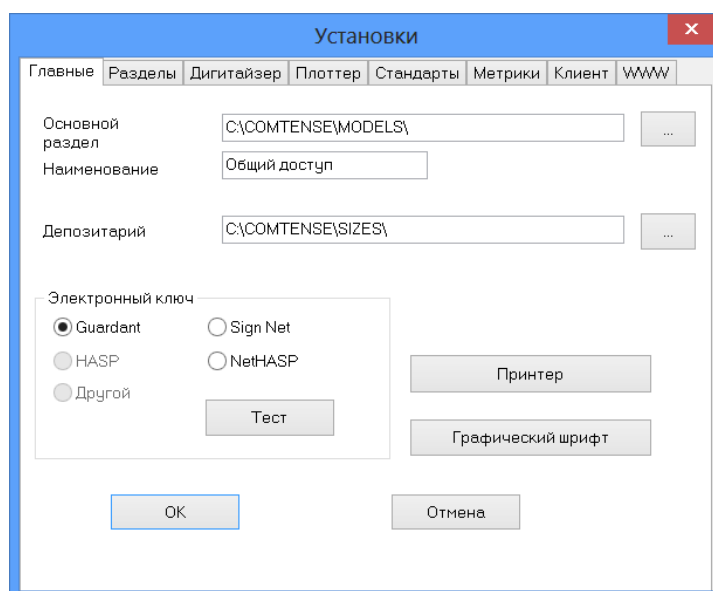 Установки
Главные Разделы Дигитайзер Плоттер Стандарты Метрики Клиент WWW
Основной
раздел
C:\COMTENSE\MODELS\
...
Наименование
Общий доступ
Депозитарий
C:\COMTENSE\SIZES\
...
Электронный ключ
Guardant
Sign Net
HASP
NetHASP
Другой
Тест
Принтер
Графический шрифт
OK
Отмена